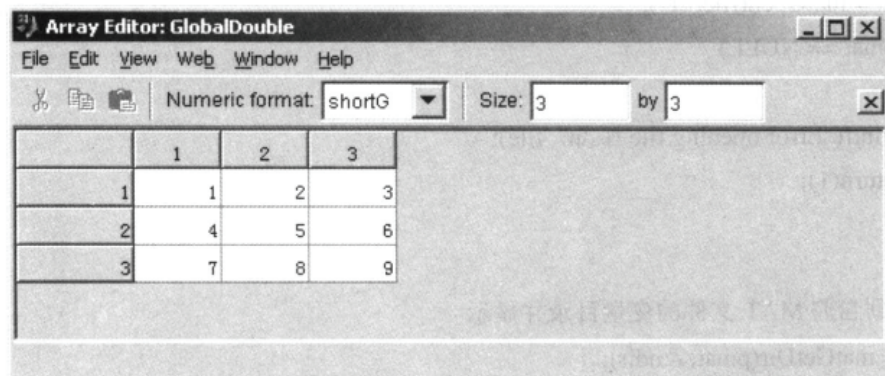 Array Editor: GlobalDouble
File Edit View Web Window Help
Numeric format: shortG Size: 3 by 3
1 2 3
1 1 2 3
2 4 5 6
3 7 8 9